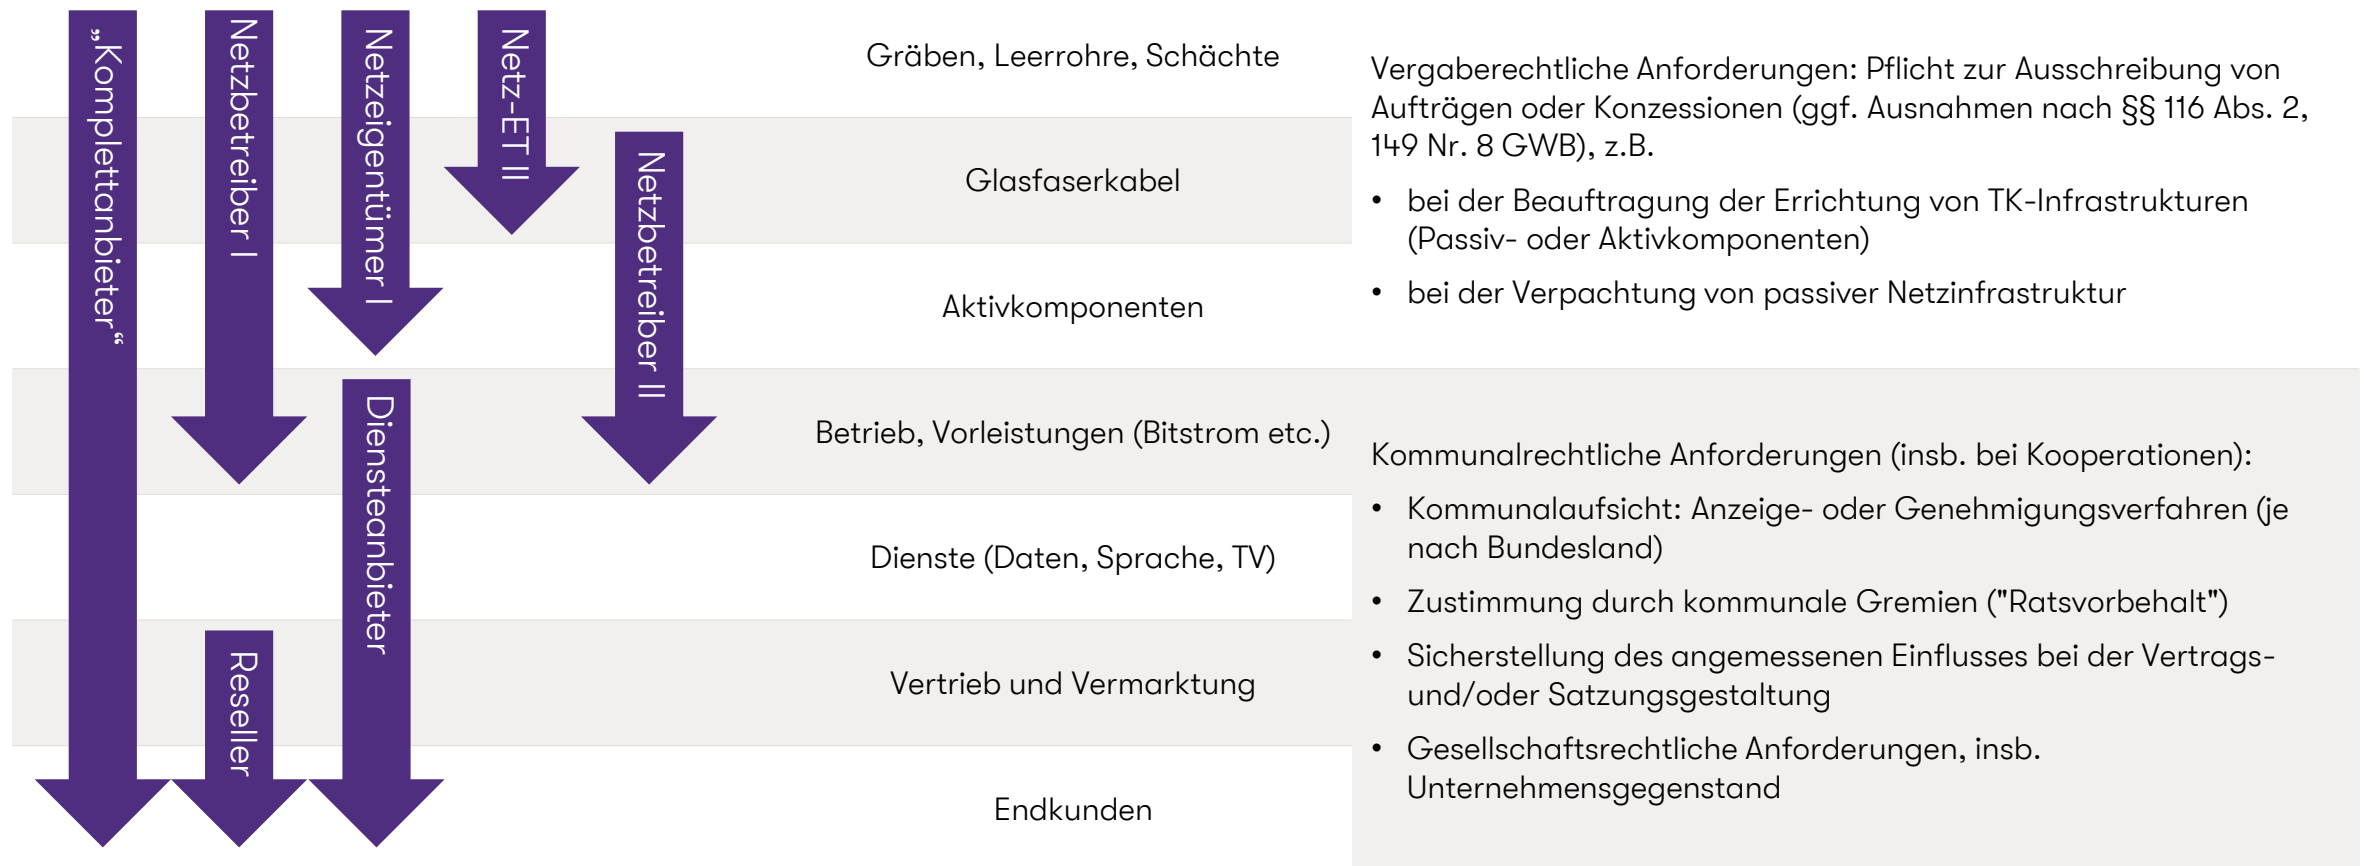 „Komplettanbieter“
Netzbetreiber I
Netzeigentümer I
Netz-ET II
Netzbetreiber II
Diensteanbieter
Reseller
Gräben, Leerrohre, Schächte
Glasfaserkabel
Aktivkomponenten
Betrieb, Vorleistungen (Bitstrom etc.)
Dienste (Daten, Sprache, TV)
Vertrieb und Vermarktung
Endkunden
Vergaberechtliche Anforderungen: Pflicht zur Ausschreibung von
Aufträgen oder Konzessionen (ggf. Ausnahmen nach §§ 116 Abs. 2,
149 Nr. 8 GWB), z.B.
• bei der Beauftragung der Errichtung von TK-Infrastrukturen
(Passiv- oder Aktivkomponenten)
• bei der Verpachtung von passiver Netzinfrastruktur
Kommunalrechtliche Anforderungen (insb. bei Kooperationen):
• Kommunalaufsicht: Anzeige- oder Genehmigungsverfahren (je
nach Bundesland)
• Zustimmung durch kommunale Gremien ("Ratsvorbehalt")
• Sicherstellung des angemessenen Einflusses bei der Vertrags-
und/oder Satzungsgestaltung
• Gesellschaftsrechtliche Anforderungen, insb.
Unternehmensgegenstand